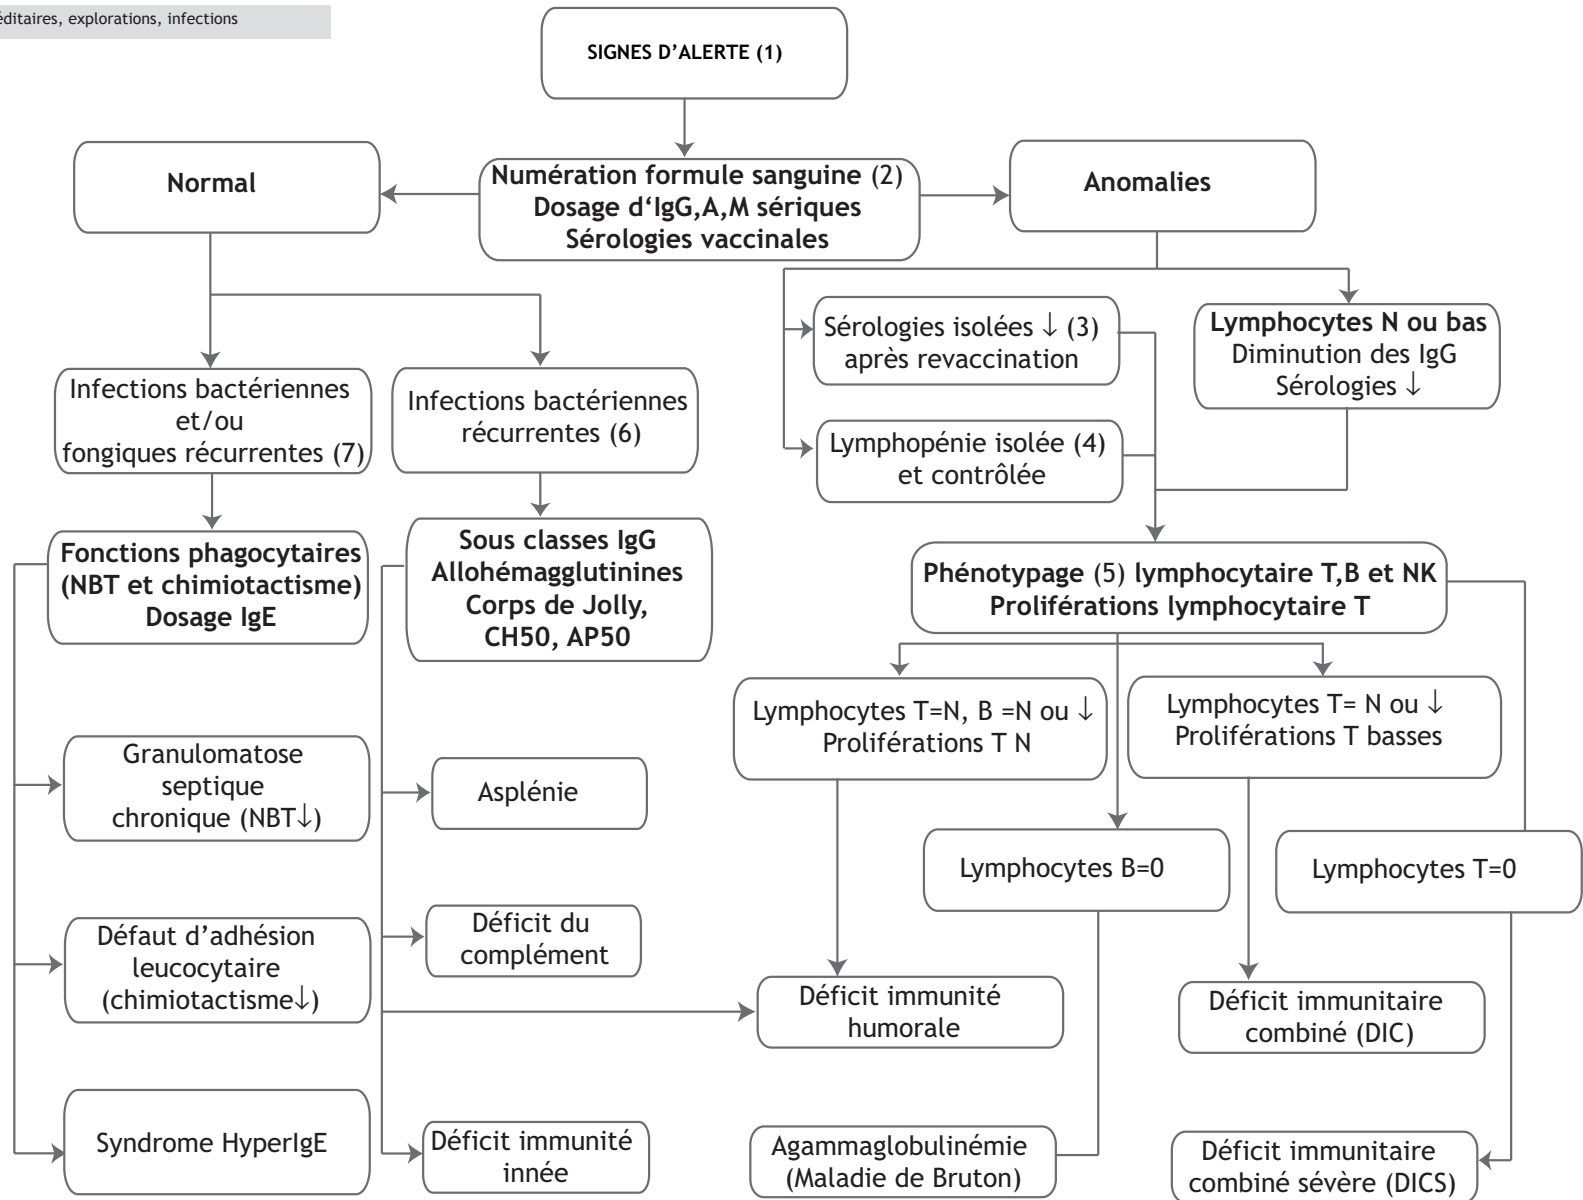 éditaires, explorations, infections
SIGNES D’ALERTE (1)
Normal
Numération formule sanguine (2)
Dosage d‘IgG,A,M sériques
Sérologies vaccinales
Anomalies
Sérologies isolées ↓ (3)
après revaccination
Lymphocytes N ou bas
Diminution des IgG
Sérologies ↓
Infections bactériennes
et/ou
fongiques récurrentes (7)
Infections bactériennes
récurrentes (6)
Lymphopénie isolée (4)
et contrôlée
Fonctions phagocytaires
(NBT et chimiotactisme)
Dosage IgE
Sous classes IgG
Allohémagglutinines
Corps de Jolly,
CH50, AP50
Phénotypage (5) lymphocytaire T,B et NK
Proliférations lymphocytaire T
Lymphocytes T=N, B =N ou ↓
Proliférations T N
Lymphocytes T= N ou ↓
Proliférations T basses
Granulomatose
septique
chronique (NBT↓)
Asplénie
Lymphocytes B=0
Lymphocytes T=0
Défaut d’adhésion
leucocytaire
(chimiotactisme↓)
Déficit du
complément
Déficit immunité
humorale
Déficit immunitaire
combiné (DIC)
Syndrome HyperIgE
Déficit immunité
innée
Agammaglobulinémie
(Maladie de Bruton)
Déficit immunitaire
combiné sévère (DICS)